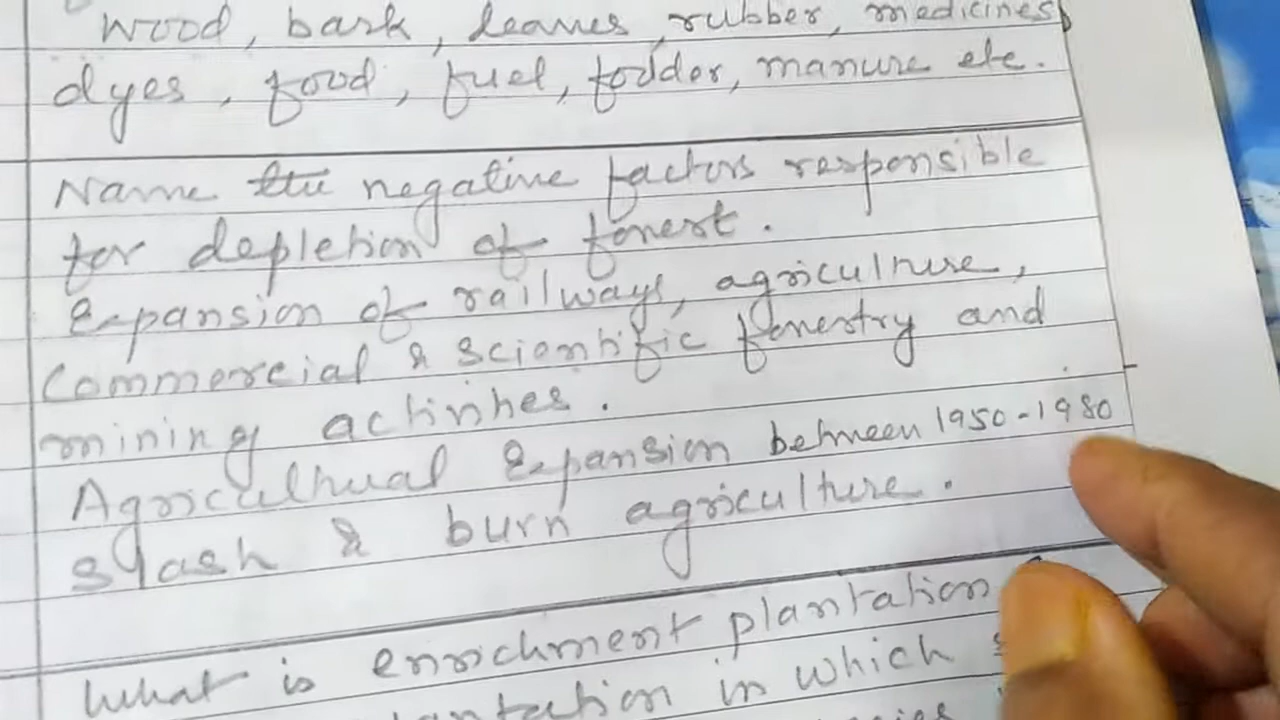 Wood, bark, leaves, rubber, medicines,
dyes, food, fuel, fodder, manure etc.
Name the negative factors responsible
for depletion of forest.
Expansion of railways, agriculture,
Commercial & scientific forestry and
mining activities.
Agricultural Expansion between 1950-1980
slash & burn agriculture.
What is enrichment plantation
in which